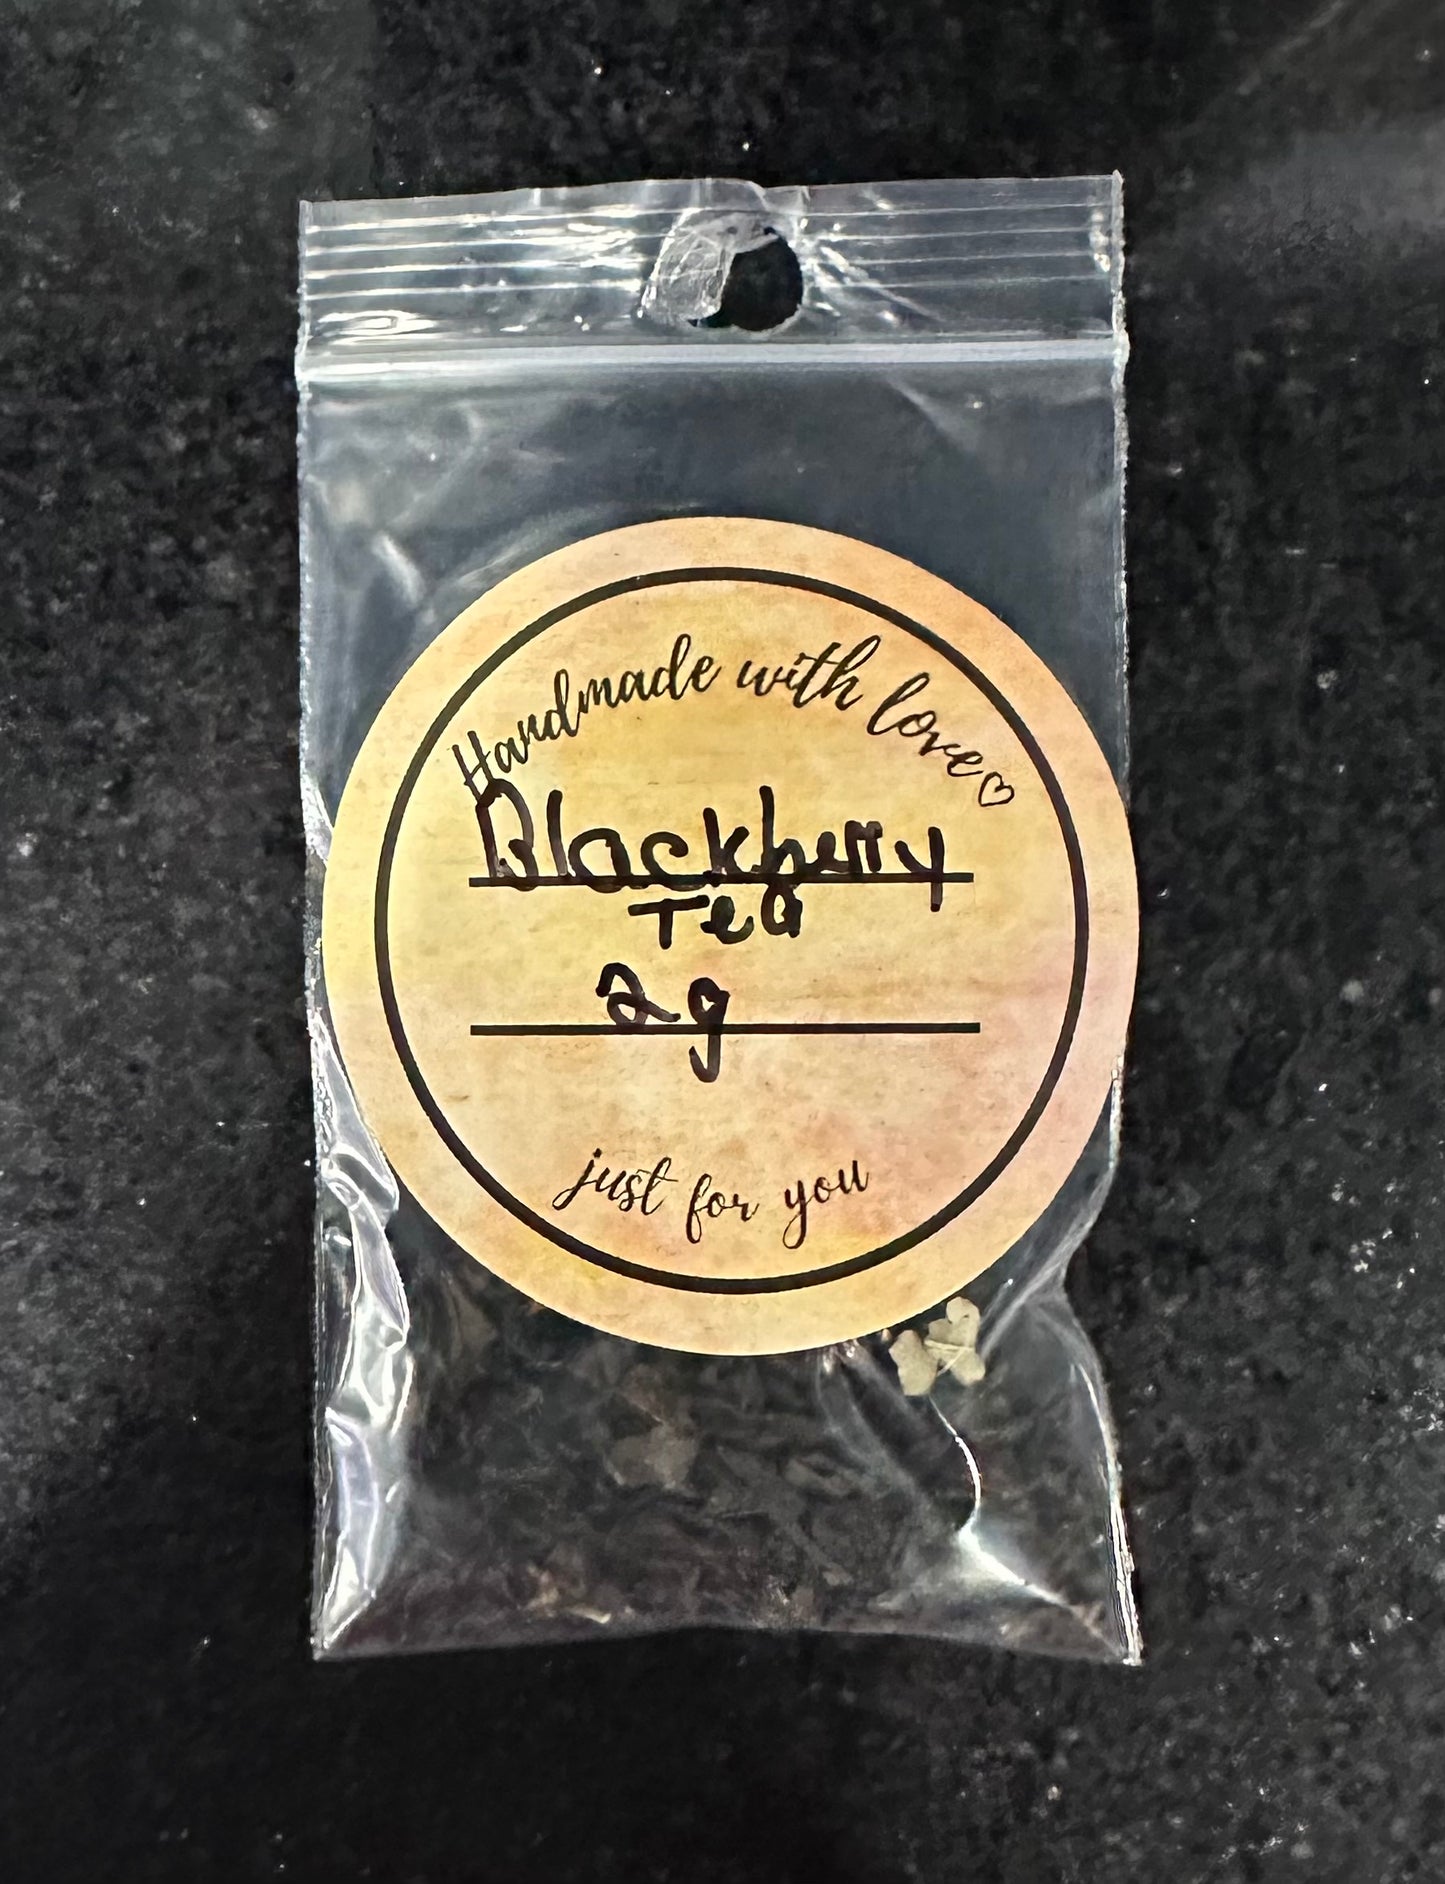 Handmade with love♡
Blackberry
Tea
2g
just for you